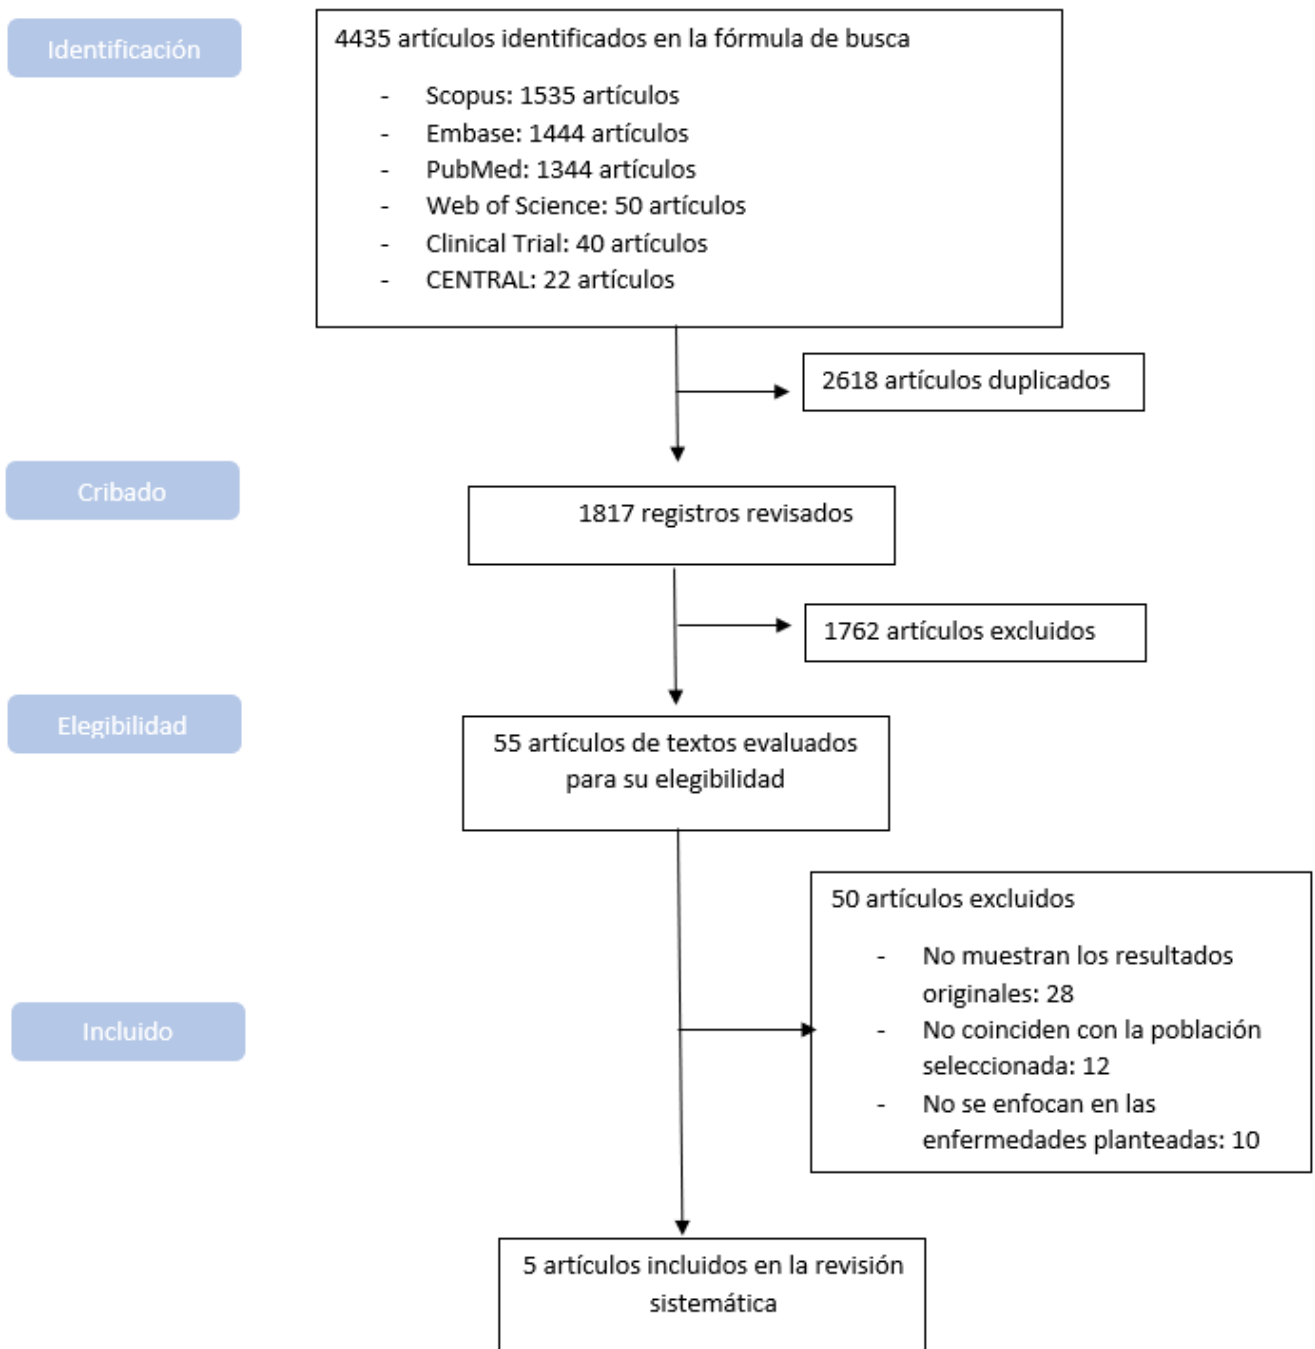 Identificación
4435 artículos identificados en la fórmula de busca
- Scopus: 1535 artículos
- Embase: 1444 artículos
- PubMed: 1344 artículos
- Web of Science: 50 artículos
- Clinical Trial: 40 artículos
- CENTRAL: 22 artículos
2618 artículos duplicados
Cribado
1817 registros revisados
1762 artículos excluidos
Elegibilidad
55 artículos de textos evaluados
para su elegibilidad
50 artículos excluidos
- No muestran los resultados
originales: 28
- No coinciden con la población
seleccionada: 12
- No se enfocan en las
enfermedades planteadas: 10
Incluido
5 artículos incluidos en la revisión
sistemática